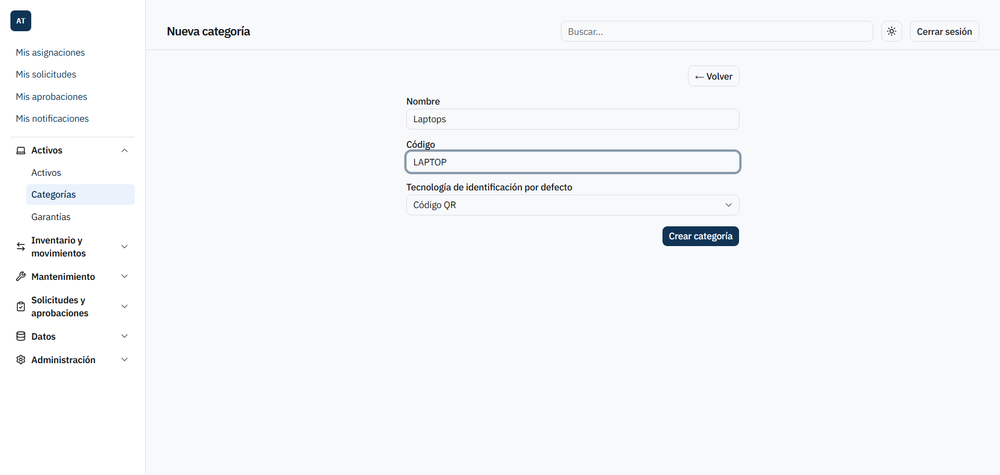 AT
Mis asignaciones
Mis solicitudes
Mis aprobaciones
Mis notificaciones
Activos
Activos
Categorías
Garantías
Inventario y
movimientos
Mantenimiento
Solicitudes y
aprobaciones
Datos
Administración
Nueva categoría
Buscar...
Cerrar sesión
← Volver
Nombre
Laptops
Código
LAPTOP
Tecnología de identificación por defecto
Código QR
Crear categoría